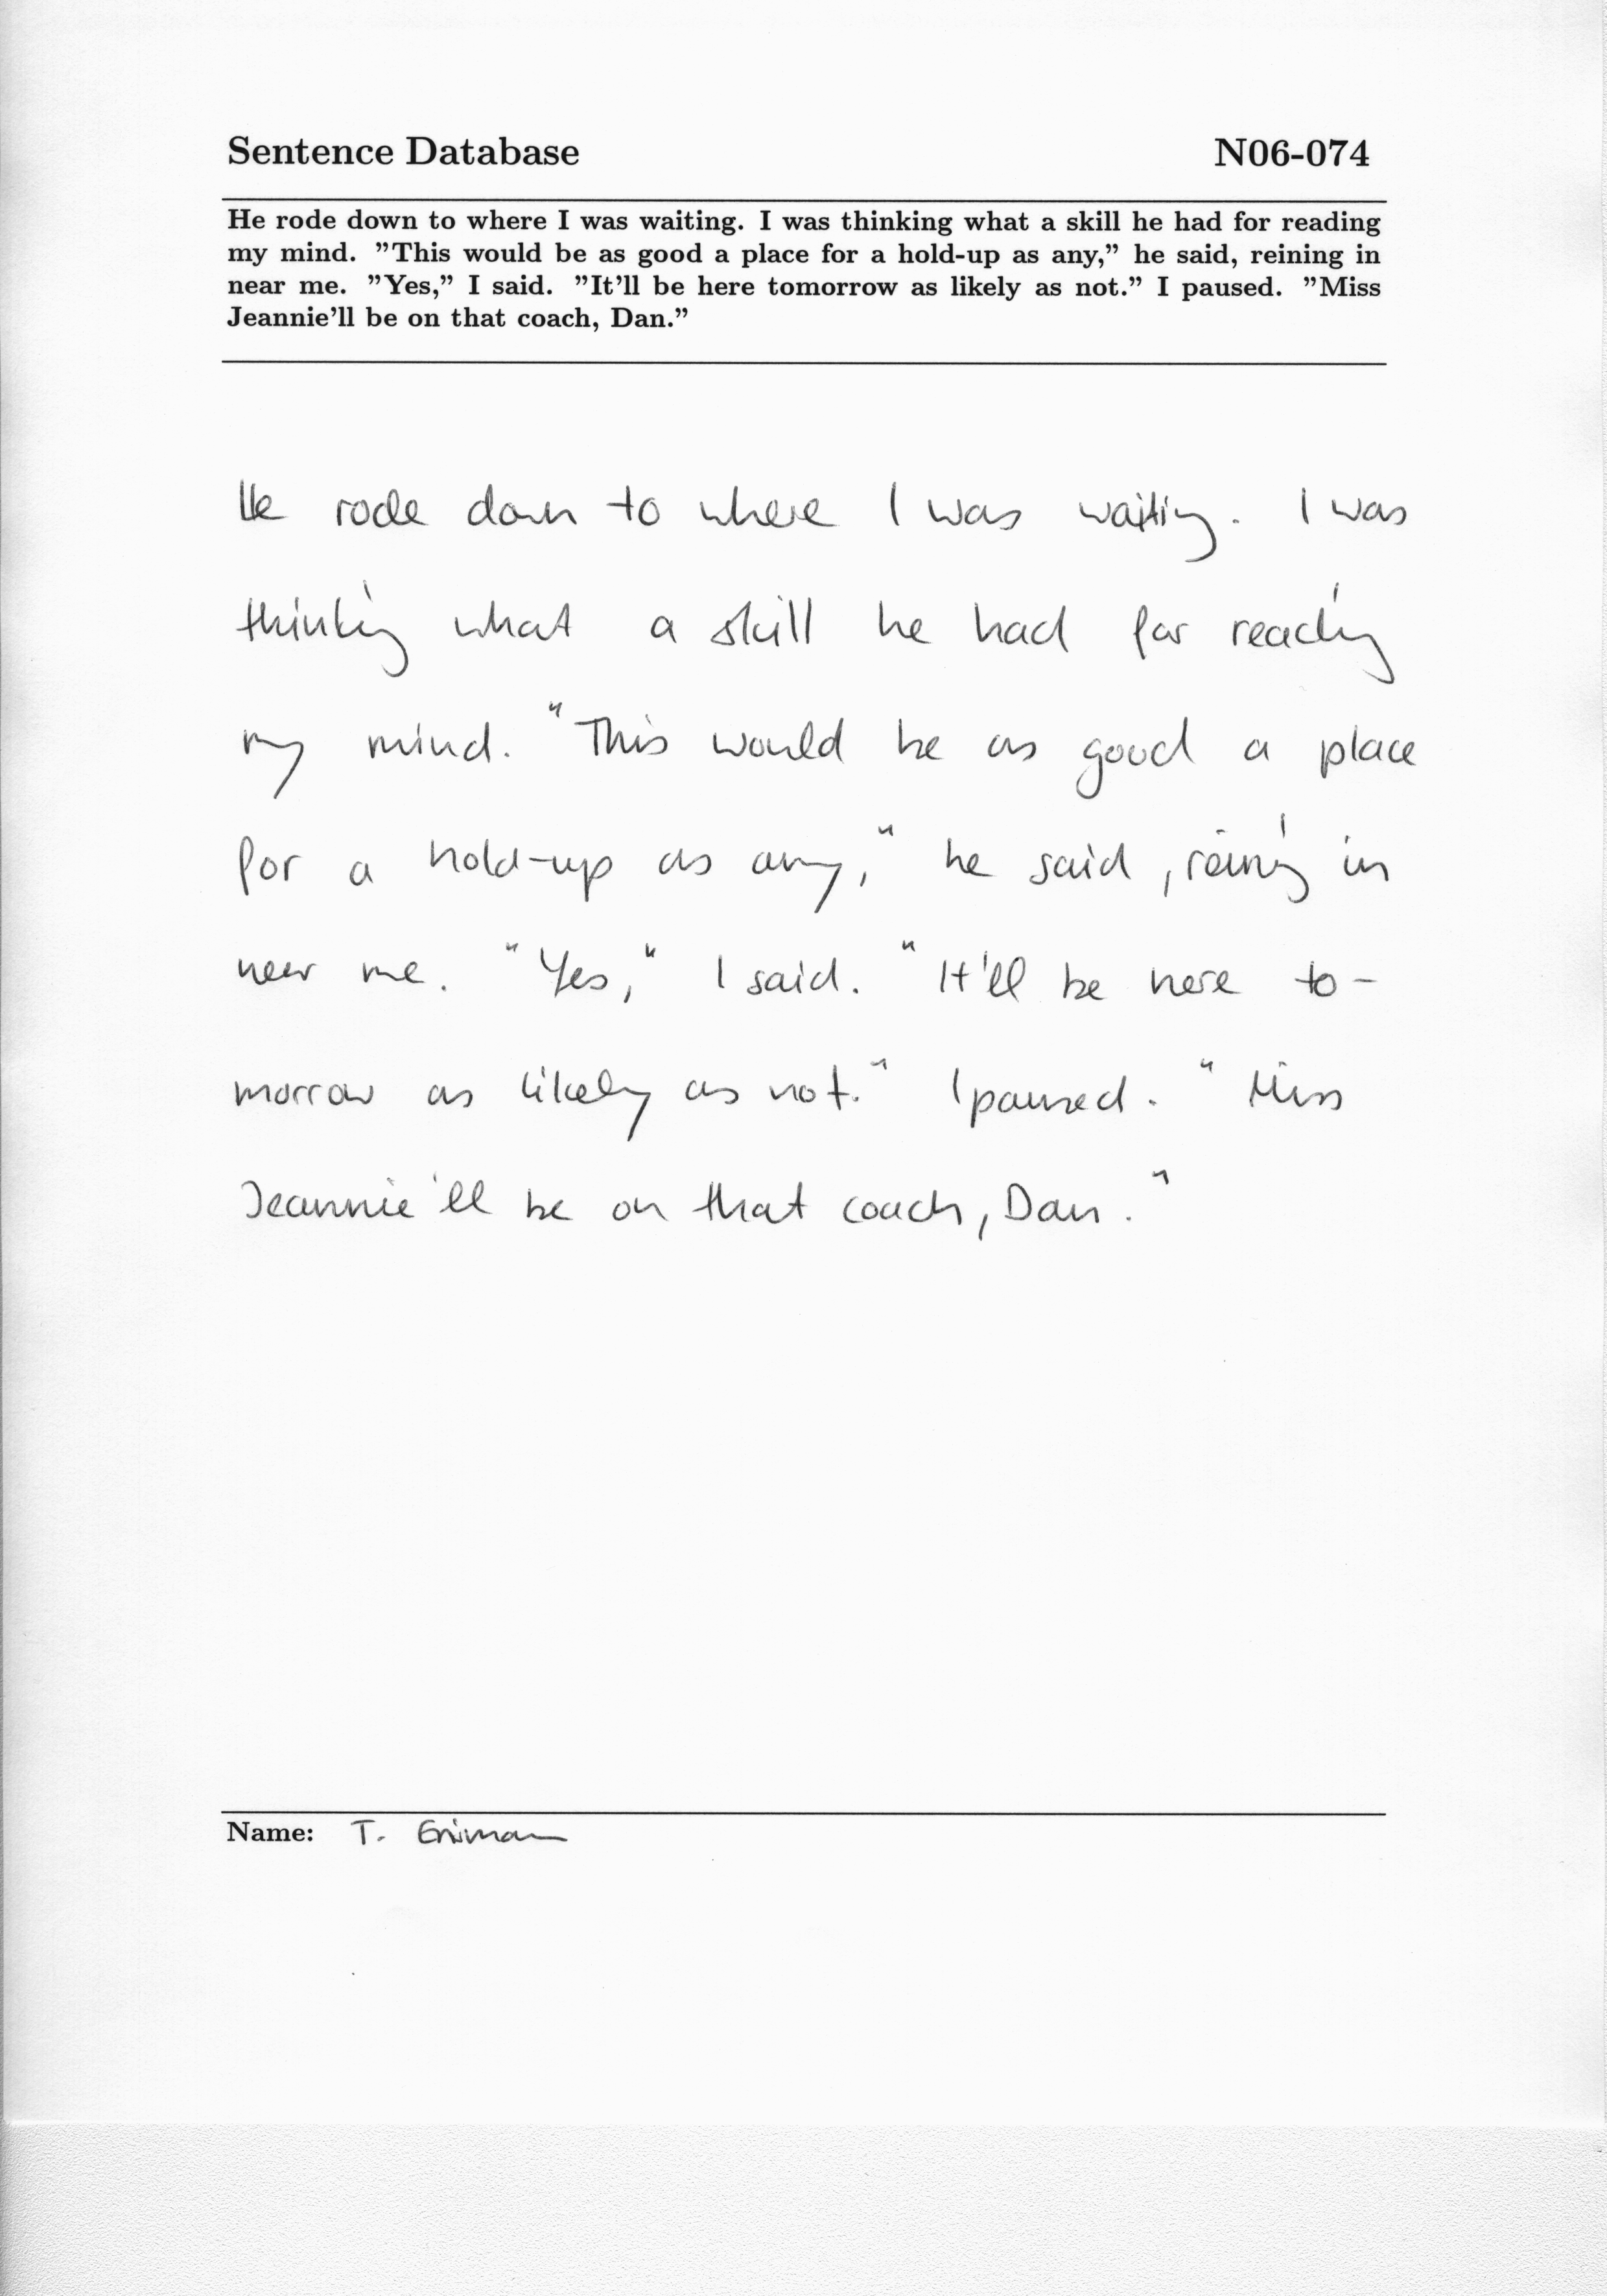 Sentence Database N06-074
He rode down to where I was waiting. I was thinking what a skill he had for reading
my mind. ”This would be as good a place for a hold-up as any,” he said, reining in
near me. ”Yes,” I said. ”It’ll be here tomorrow as likely as not.” I paused. ”Miss
Jeannie’ll be on that coach, Dan.”
He rode down to where I was waiting. I was
thinking what a skill he had for reading
my mind. "This would be as good a place
for a hold-up as any," he said, reining in
near me. "Yes," I said. "It'll be here to-
morrow as likely as not." I paused. "Miss
Jeannie'll be on that coach, Dan."
Name: T.